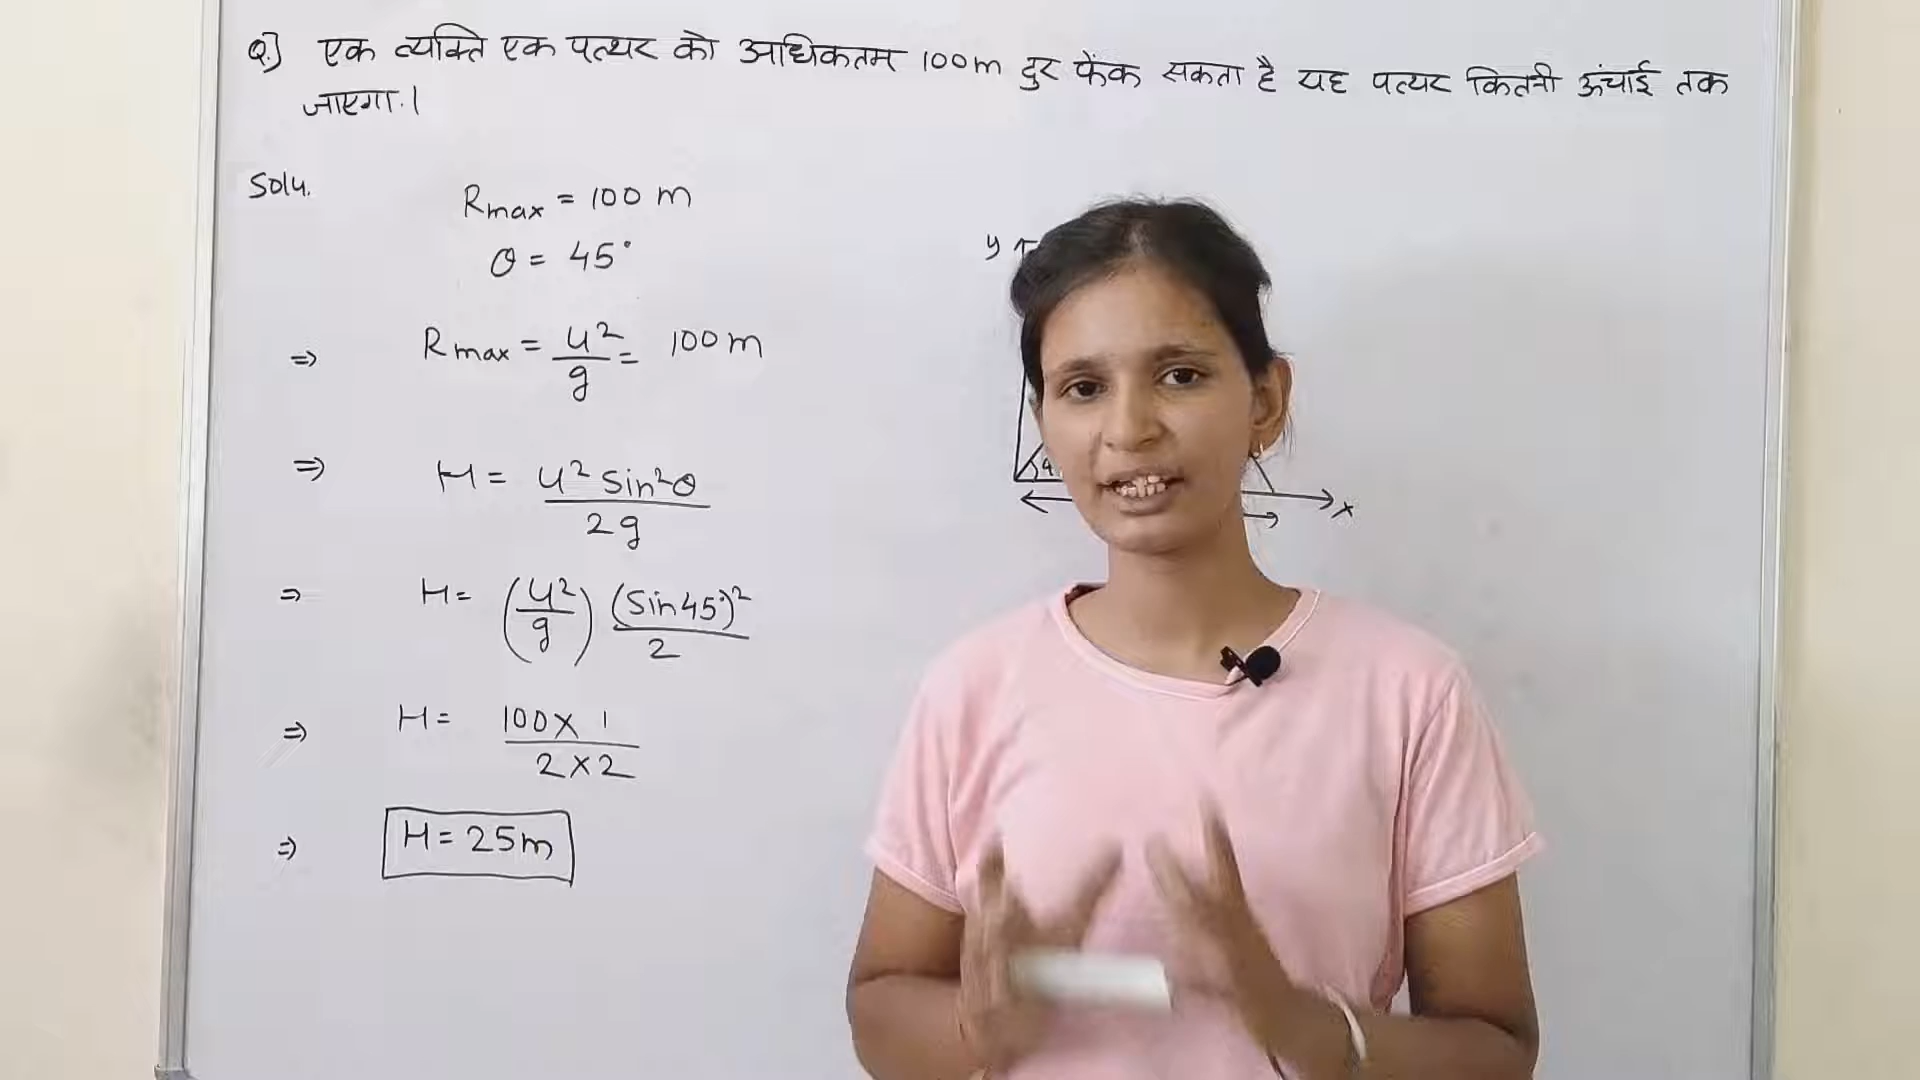 Q.] एक व्यक्ति एक पत्थर को अधिकतम 100m दुर फेंक सकता है यह पत्थर कितनी ऊंचाई तक
जाएगा.।
Solu.
Rmax = 100 m
θ = 45°
⇒ Rmax = u²/g = 100m
⇒ H = u² sin²θ / 2g
⇒ H = (u²/g) (sin45°)² / 2
⇒ H = 100 × 1 / 2 × 2
⇒ H = 25m
y
x